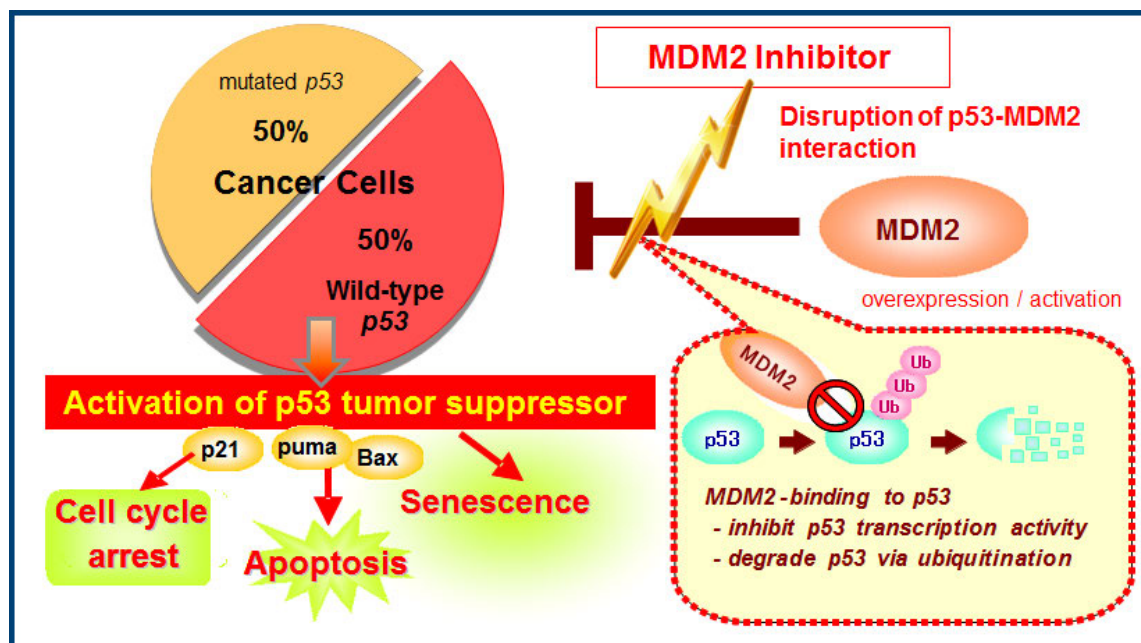 mutated p53
50%
Cancer Cells
50%
Wild-type
p53
Activation of p53 tumor suppressor
p21
puma
Bax
Cell cycle
arrest
Apoptosis
Senescence
MDM2 Inhibitor
Disruption of p53-MDM2
interaction
MDM2
overexpression / activation
MDM2
Ub
Ub
Ub
p53
p53
MDM2-binding to p53
- inhibit p53 transcription activity
- degrade p53 via ubiquitination